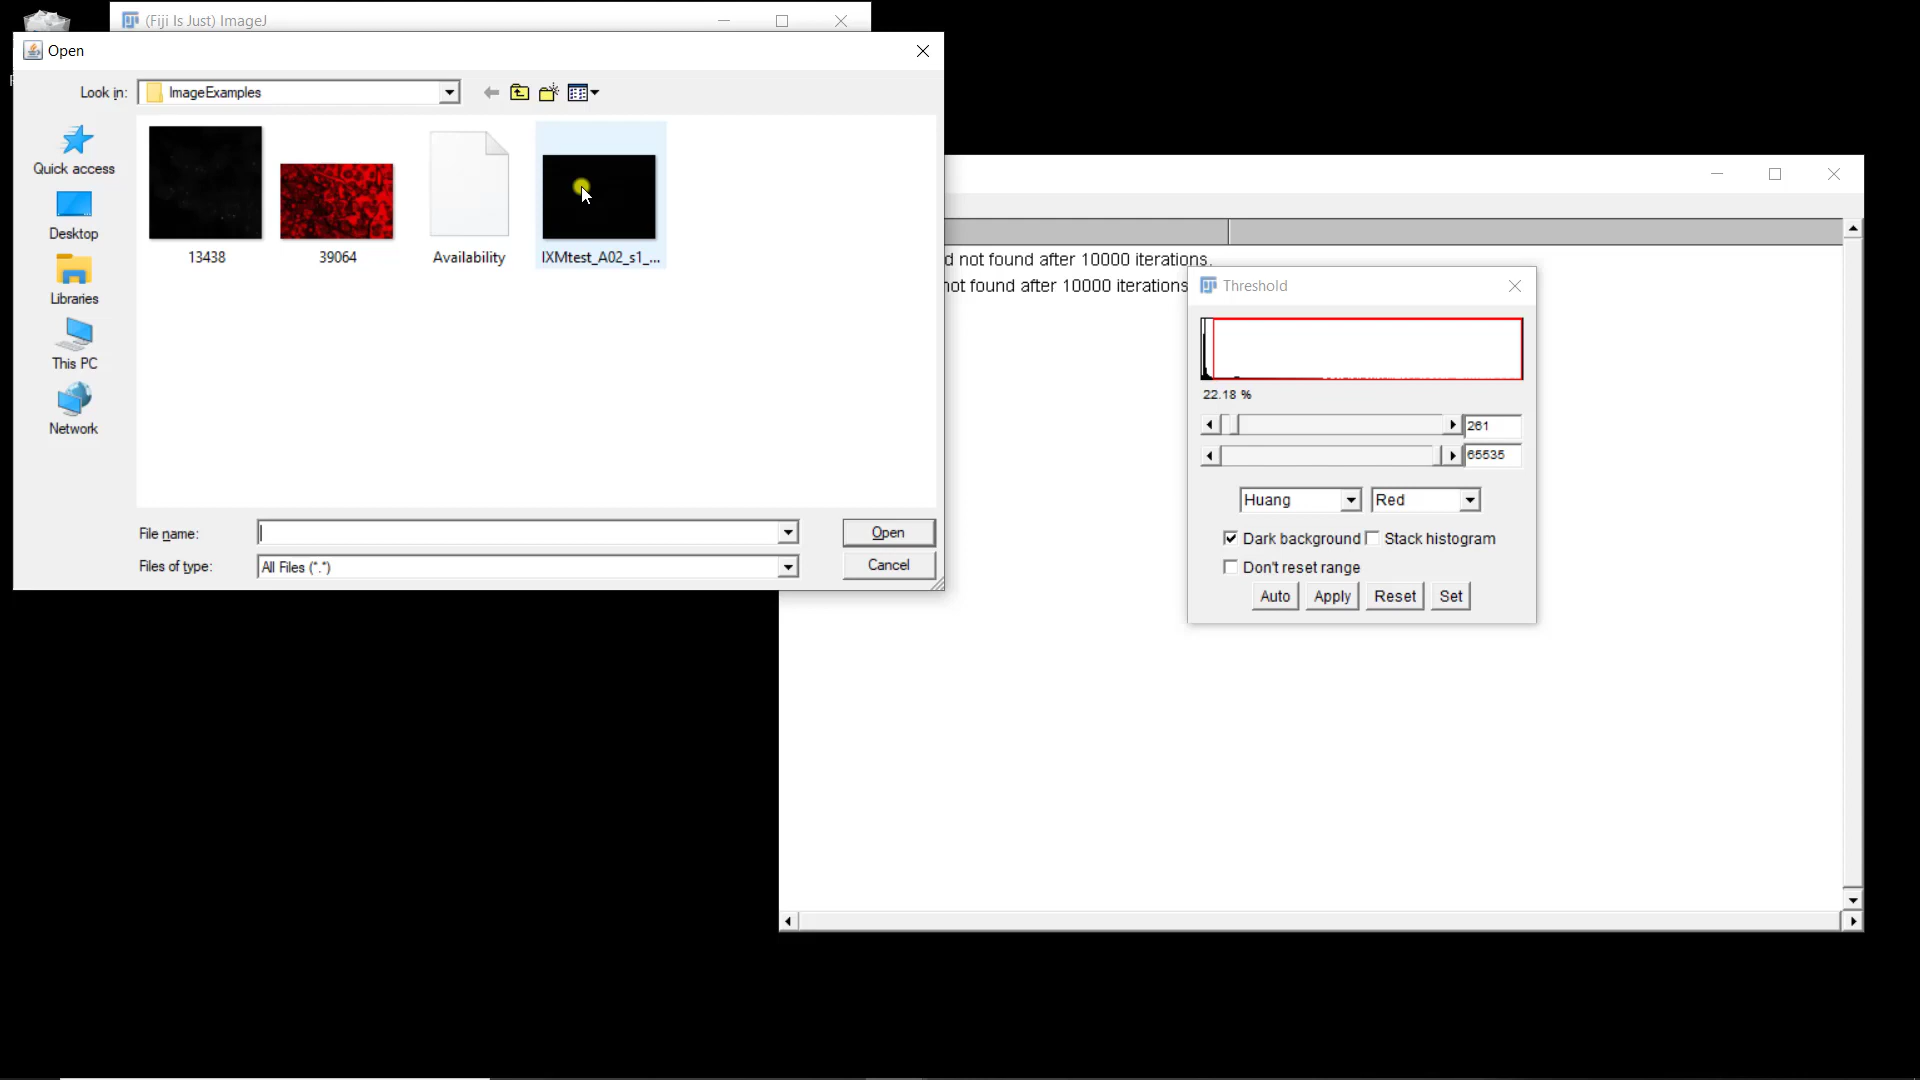 (Fiji Is Just) ImageJ
Open
Look in:
ImageExamples
Quick access
Desktop
Libraries
This PC
Network
13438
39064
Availability
IXMtest_A02_s1_...
File name:
Open
Files of type:
All Files (*.*)
Cancel
d not found after 10000 iterations.
not found after 10000 iterations
Threshold
22.18 %
261
65535
Huang
Red
Dark background
Stack histogram
Don't reset range
Auto
Apply
Reset
Set